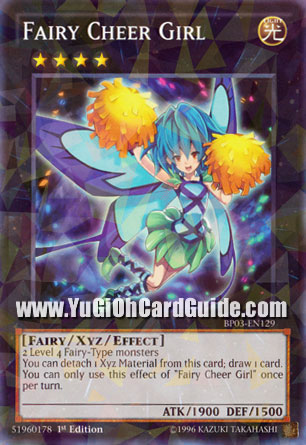 FAIRY CHEER GIRL
光
www.YuGiOhCardGuide.com
BP03-EN129
[FAIRY/XYZ/EFFECT]
2 Level 4 Fairy-Type monsters
You can detach 1 Xyz Material from this card; draw 1 card.
You can only use this effect of "Fairy Cheer Girl" once
per turn.
ATK/1900 DEF/1500
51960178 1st Edition ©1996 KAZUKI TAKAHASHI